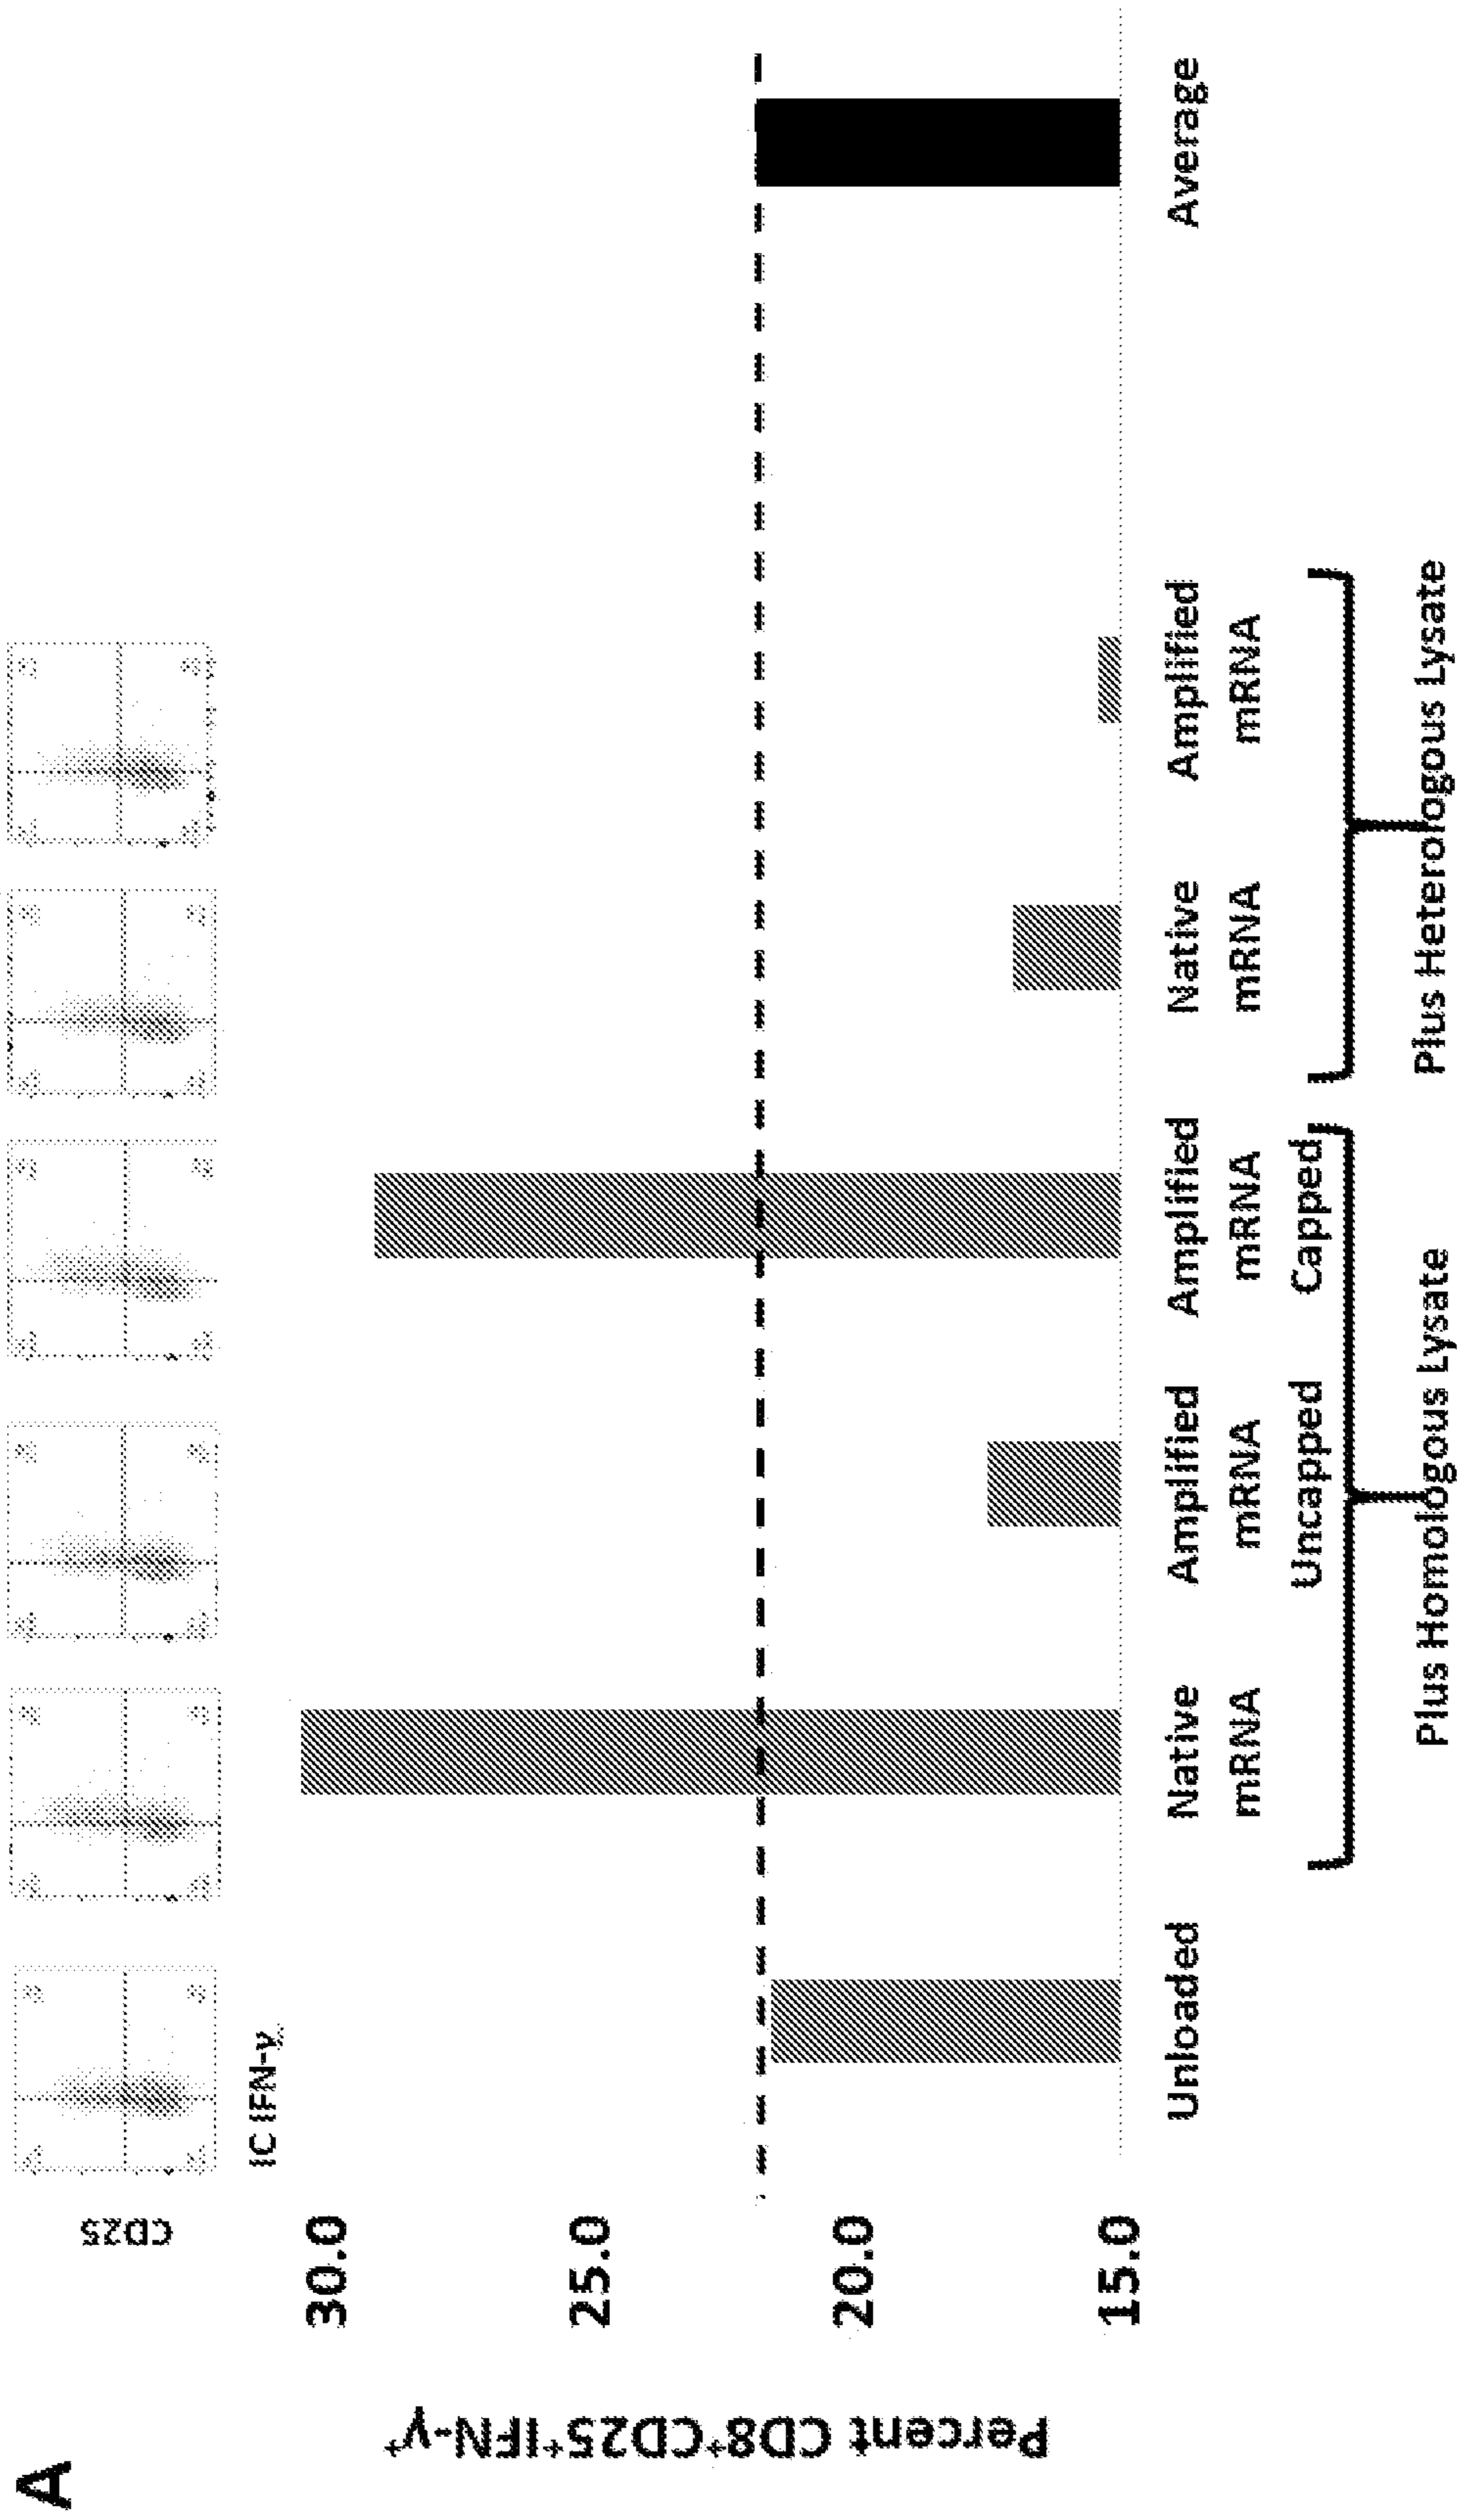 A
CD25
IC IFN-γ
Percent CD8⁺CD25⁺IFN-γ⁺
30.0
25.0
20.0
15.0
Unloaded
Native
mRNA
Amplified
mRNA
Uncapped
Amplified
mRNA
Capped
Native
mRNA
Amplified
mRNA
Average
Plus Homologous Lysate
Plus Heterologous Lysate